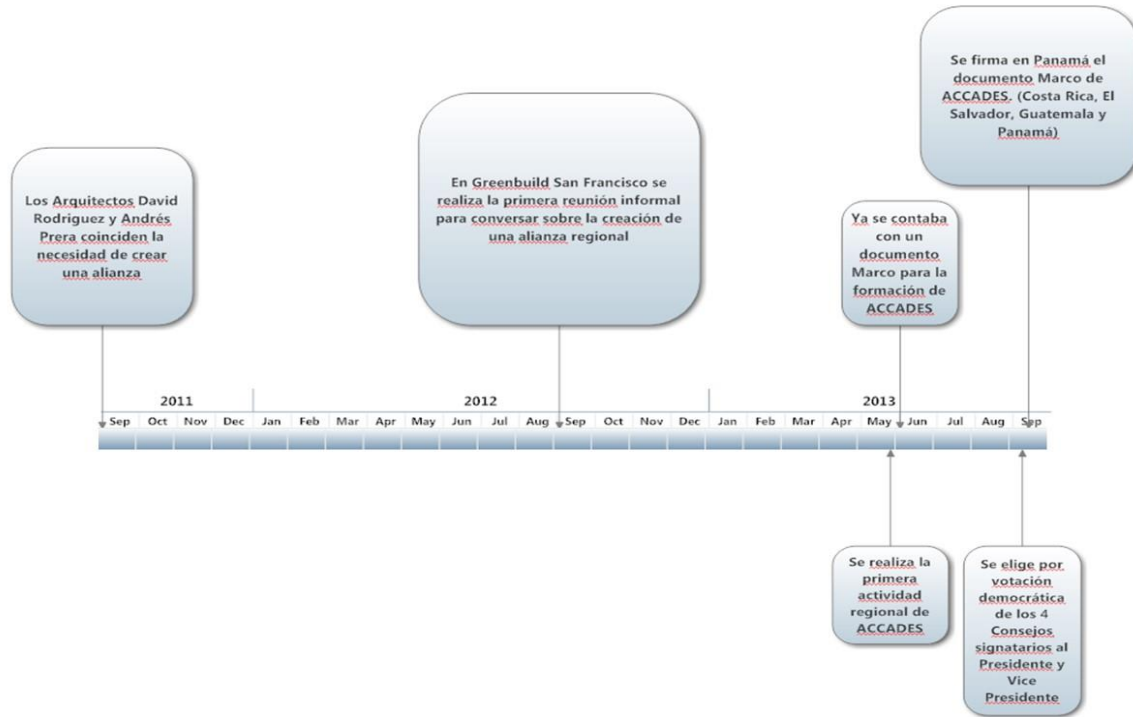 Se firma en Panamá el
documento Marco de
ACCADES. (Costa Rica, El
Salvador, Guatemala y
Panamá)
En Greenbuild San Francisco se
realiza la primera reunión informal
para conversar sobre la creación de
una alianza regional
Los Arquitectos David
Rodriguez y Andrés
Prera coinciden la
necesidad de crear
una alianza
Ya se contaba
con un
documento
Marco para la
formación de
ACCADES
2011 2012 2013
Sep Oct Nov Dec Jan Feb Mar Apr May Jun Jul Aug Sep Oct Nov Dec Jan Feb Mar Apr May Jun Jul Aug Sep
Se realiza la
primera
actividad
regional de
ACCADES
Se elige por
votación
democrática
de los 4
Consejos
signatarios al
Presidente y
Vice
Presidente